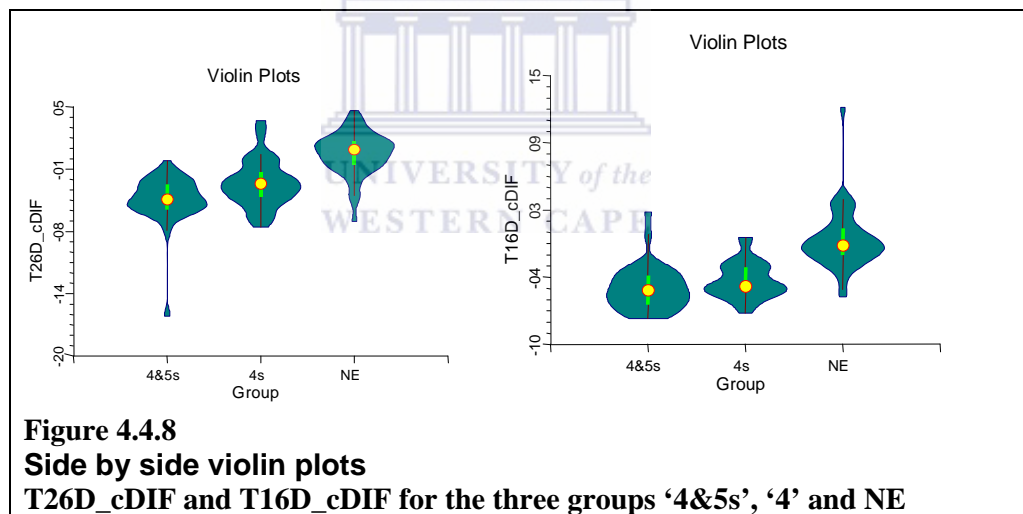 Violin Plots
T26D_cDIF
05
-01
-08
-14
-20
4&5s
4s
NE
Group
Violin Plots
T16D_cDIF
15
09
03
-04
-10
4&5s
4s
NE
Group
UNIVERSITY of the
WESTERN CAPE
Figure 4.4.8
Side by side violin plots
T26D_cDIF and T16D_cDIF for the three groups ‘4&5s’, ‘4’ and NE